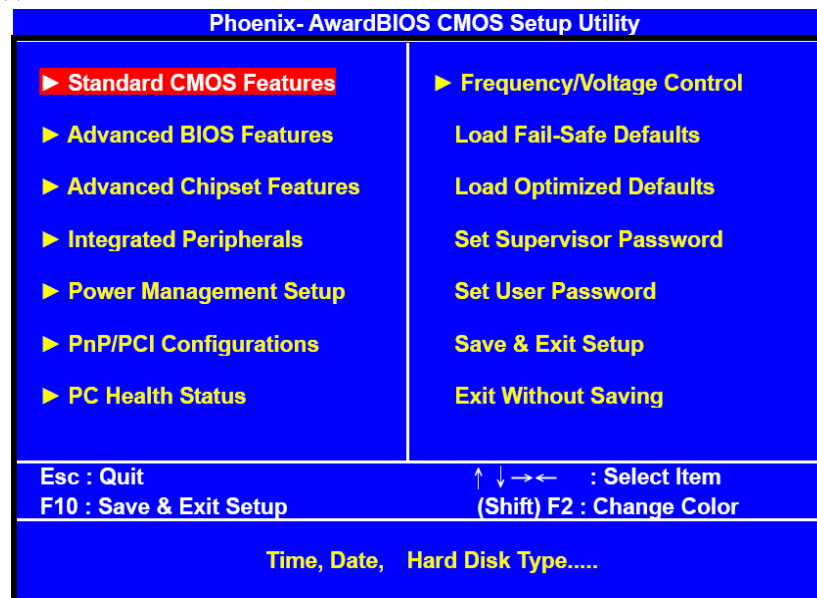 Phoenix- AwardBIOS CMOS Setup Utility
► Standard CMOS Features
► Advanced BIOS Features
► Advanced Chipset Features
► Integrated Peripherals
► Power Management Setup
► PnP/PCI Configurations
► PC Health Status
► Frequency/Voltage Control
Load Fail-Safe Defaults
Load Optimized Defaults
Set Supervisor Password
Set User Password
Save & Exit Setup
Exit Without Saving
Esc : Quit
F10 : Save & Exit Setup
↑ ↓→← : Select Item
(Shift) F2 : Change Color
Time, Date, Hard Disk Type.....